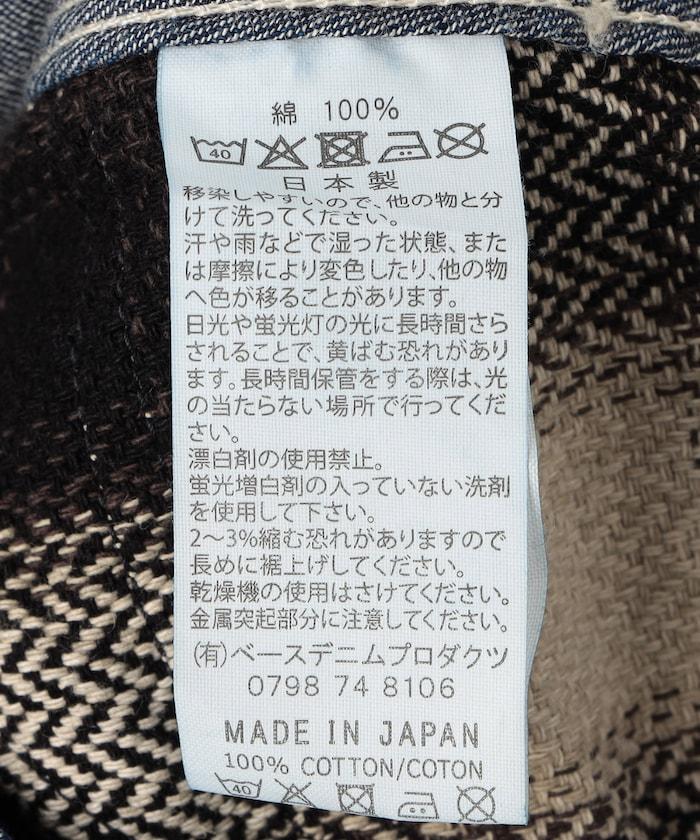 綿 100%
40
日本製
移染しやすいので、他の物と分
けて洗ってください。
汗や雨などで湿った状態、また
は摩擦により変色したり、他の物
へ色が移ることがあります。
日光や蛍光灯の光に長時間さら
されることで、黄ばむ恐れがあり
ます。長時間保管をする際は、光
の当たらない場所で行ってくだ
さい。
漂白剤の使用禁止。
蛍光増白剤の入っていない洗剤
を使用して下さい。
2〜3%縮む恐れがありますので
長めに裾上げしてください。
乾燥機の使用はさけてください。
金属突起部分に注意してください。
(有)ベースデニムプロダクツ
0798 74 8106
MADE IN JAPAN
100% COTTON/COTON
40